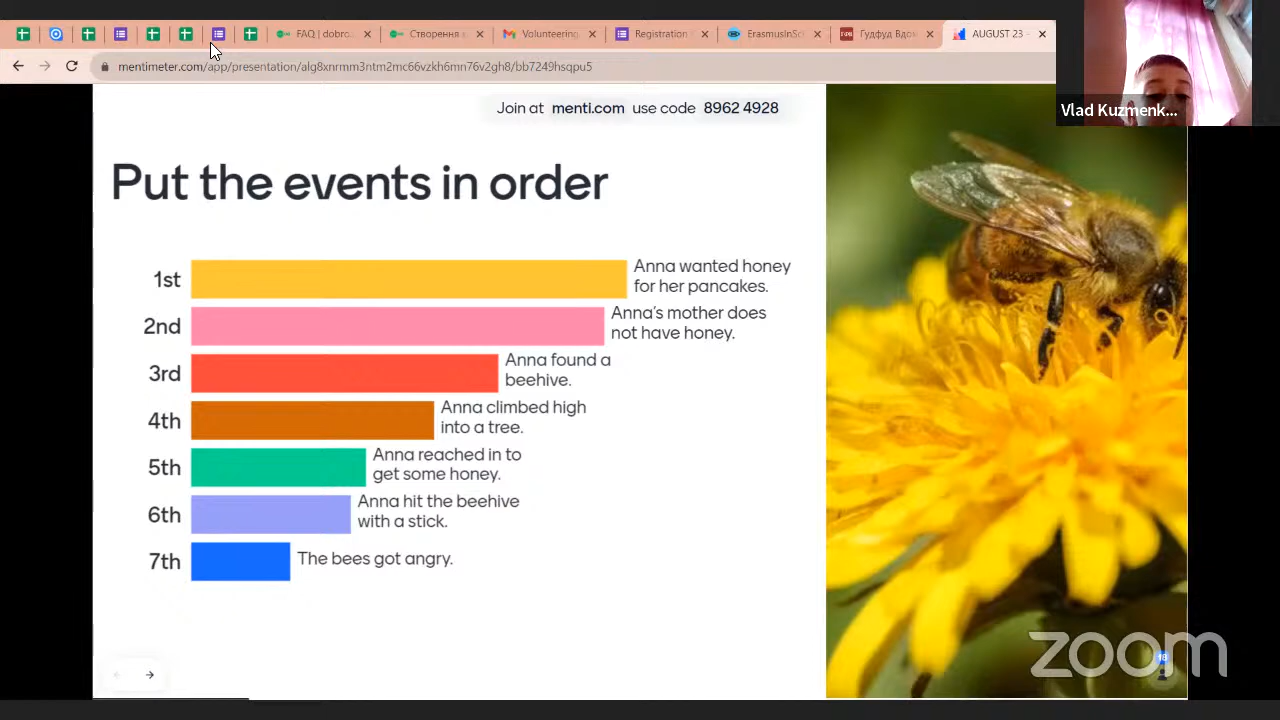 FAQ | dobro...
Створення
Volunteering
Registration
ErasmusInSc
Гудфуд Вдом
AUGUST 23 -
mentimeter.com/app/presentation/alg8xnrmm3ntm2mc66vzkh6mn76v2gh8/bb7249hsqpu5
Vlad Kuzmenk...
Join at menti.com use code 8962 4928
Put the events in order
1st Anna wanted honey
for her pancakes.
2nd Anna's mother does
not have honey.
3rd Anna found a
beehive.
4th Anna climbed high
into a tree.
5th Anna reached in to
get some honey.
6th Anna hit the beehive
with a stick.
7th The bees got angry.
zoom
18